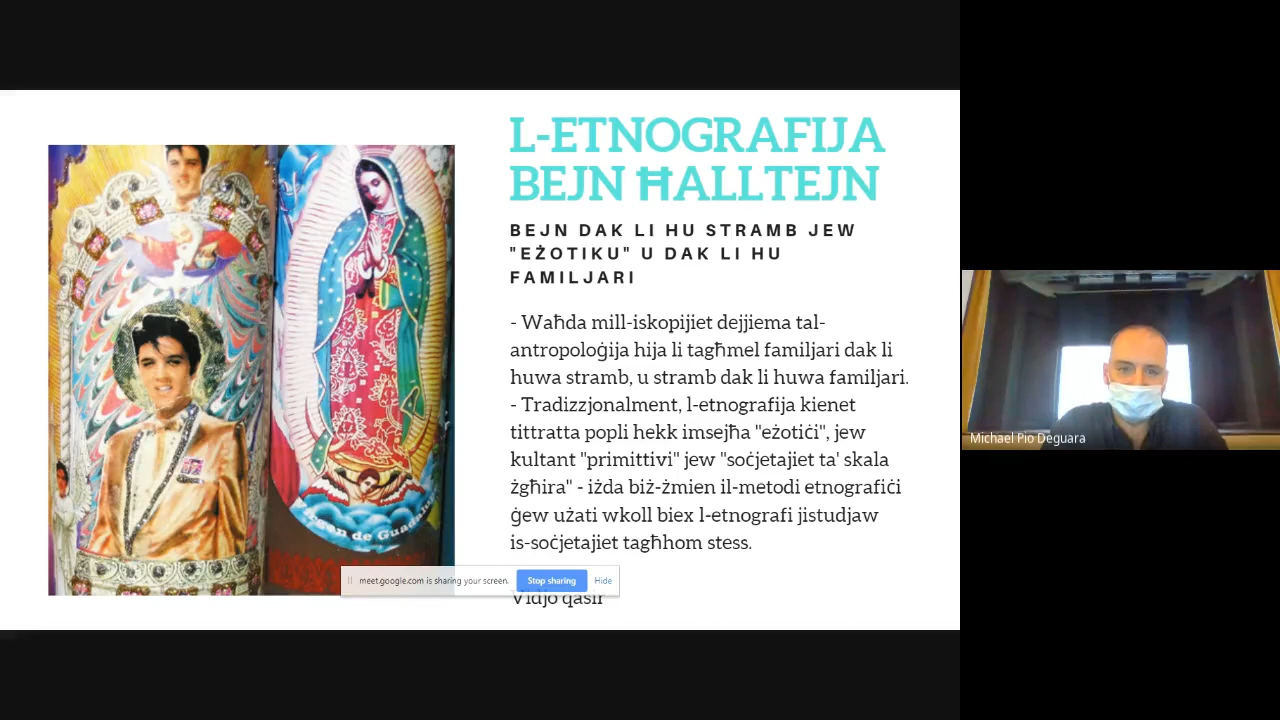 L-ETNOGRAFIJA
BEJN ĦALLTEJN
BEJN DAK LI HU STRAMB JEW
"EŻOTIKU" U DAK LI HU
FAMILJARI
- Waħda mill-iskopijiet dejjiema tal-
antropoloġija hija li tagħmel familjari dak li
huwa stramb, u stramb dak li huwa familjari.
- Tradizzjonalment, l-etnografija kienet
tittratta popli hekk imsejħa "eżotiċi", jew
kultant "primittivi" jew "soċjetajiet ta' skala
żgħira" - iżda biż-żmien il-metodi etnografiċi
ġew użati wkoll biex l-etnografi jistudjaw
is-soċjetajiet tagħhom stess.
Vidjo qasir
meet.google.com is sharing your screen.
Stop sharing
Hide
Michael Pio Deguara